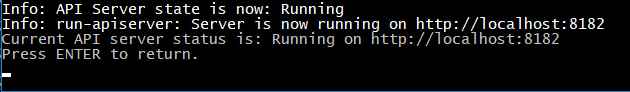 Info: API Server state is now: Running
Info: run-apiserver: Server is now running on http://localhost:8182
Current API server status is: Running on http://localhost:8182
Press ENTER to return.